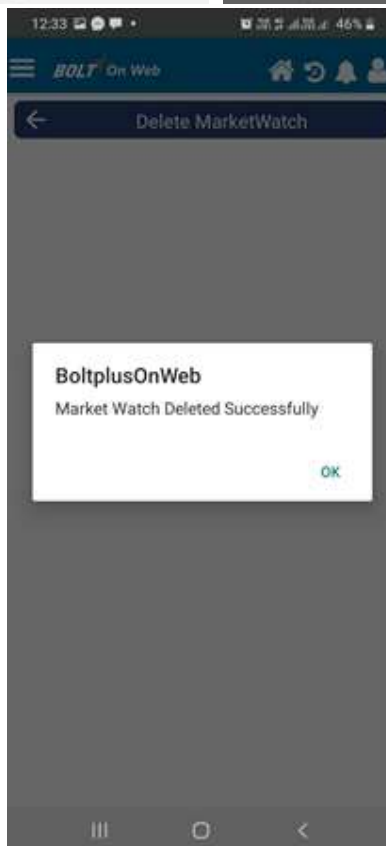 12:33 46%
BOLT On Web
Delete MarketWatch
BoltplusOnWeb
Market Watch Deleted Successfully
OK